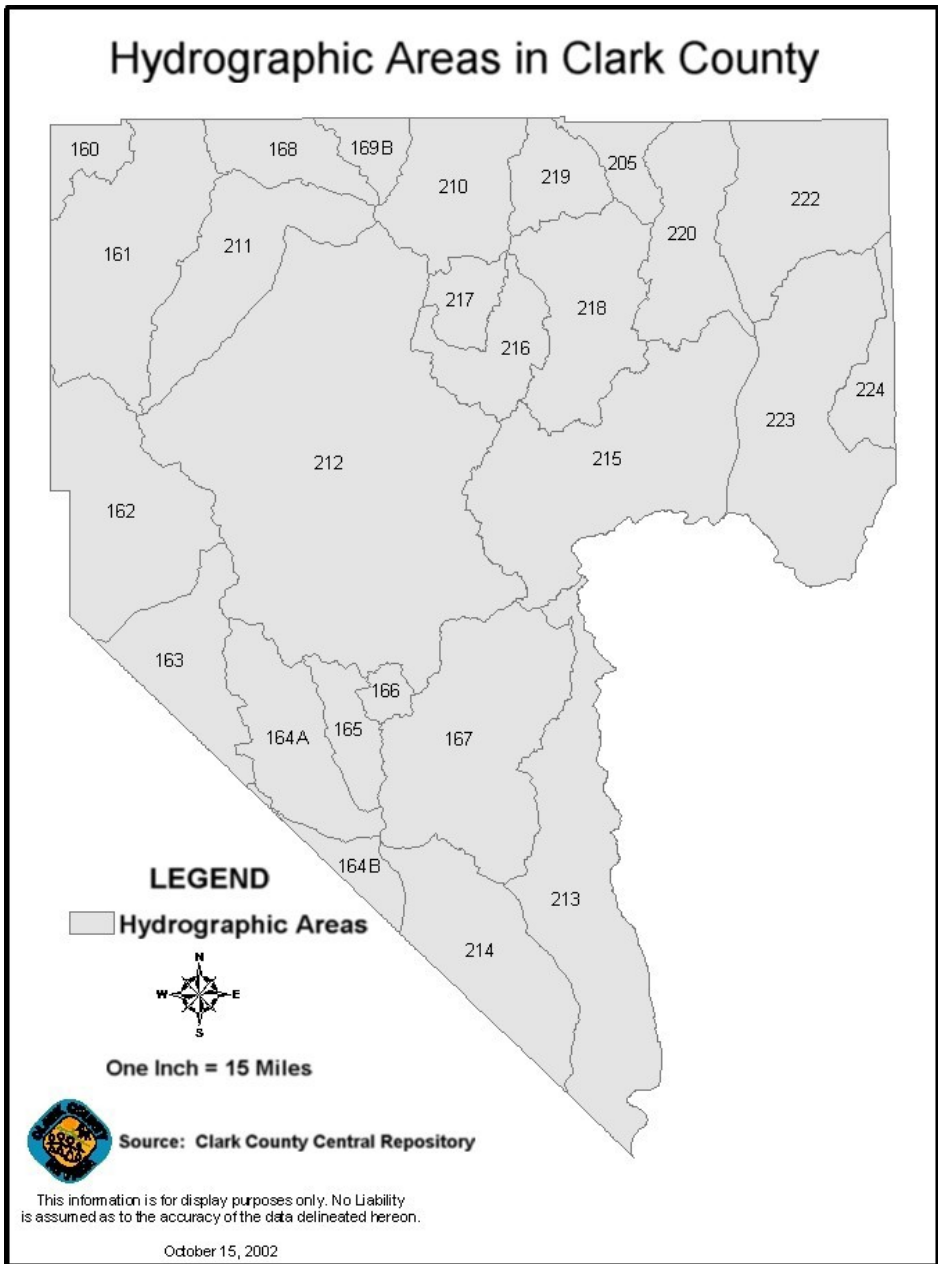 Hydrographic Areas in Clark County
160
168
169B
210
219
205
222
161
211
220
217
218
216
224
223
212
215
162
163
166
165
164A
167
164B
213
214
LEGEND
Hydrographic Areas
N
W
E
S
One Inch = 15 Miles
CLARK COUNTY
NEVADA
Source: Clark County Central Repository
This information is for display purposes only. No Liability
is assumed as to the accuracy of the data delineated hereon.
October 15, 2002